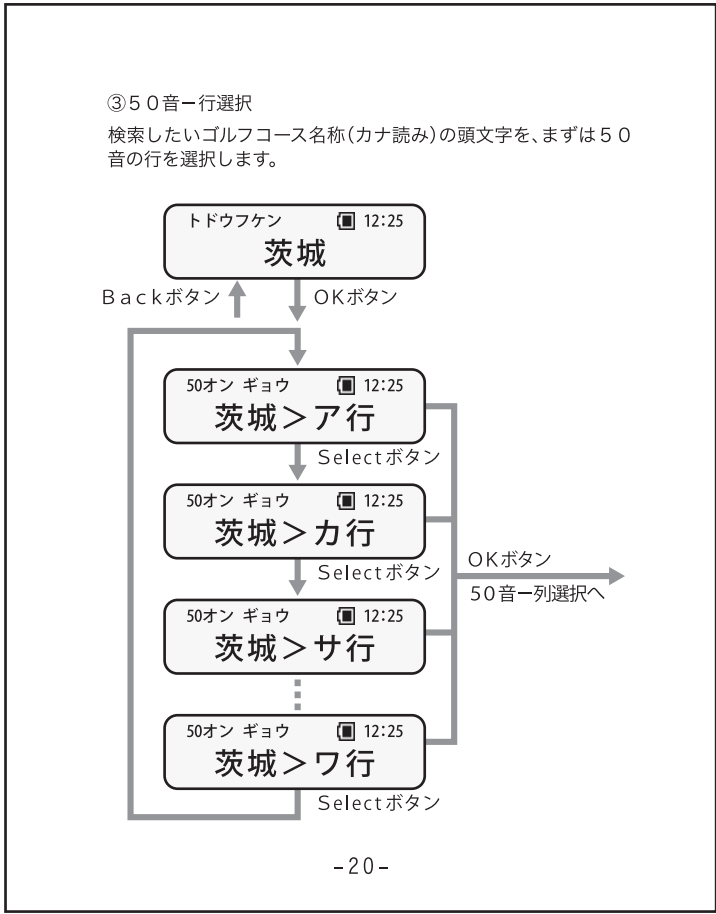 ③５０音ー行選択
検索したいゴルフコース名称（カナ読み）の頭文字を、まずは５０
音の行を選択します。
トドウフケン 12:25
茨城
Ｂａｃｋボタン OKボタン
50オン ギョウ 12:25
茨城＞ア行
Selectボタン
50オン ギョウ 12:25
茨城＞カ行
Selectボタン
OKボタン
50音ー列選択へ
50オン ギョウ 12:25
茨城＞サ行
50オン ギョウ 12:25
茨城＞ワ行
Selectボタン
－20－